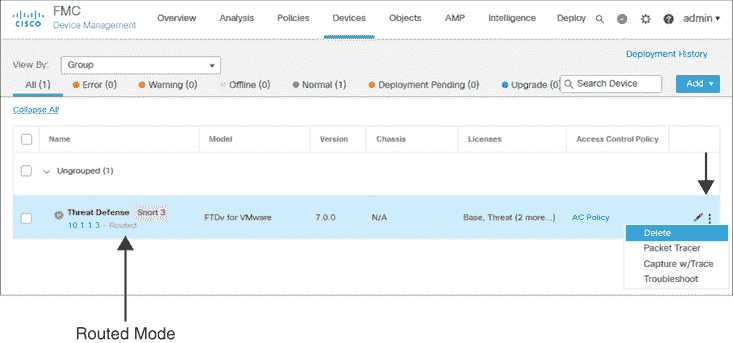 CISCO
FMC
Device Management
Overview Analysis Policies Devices Objects AMP Intelligence Deploy admin
Deployment History
View By: Group
All (1) Error (0) Warning (0) Offline (0) Normal (1) Deployment Pending (0) Upgrade (0) Search Device Add
Collapse All
Name Model Version Chassis Licenses Access Control Policy
Ungrouped (1)
Threat Defense Snort 3
10.1.1.3 - Routed
FTDv for VMware 7.0.0 N/A Base, Threat (2 more...) AC Policy
Delete
Packet Tracer
Capture w/Trace
Troubleshoot
Routed Mode